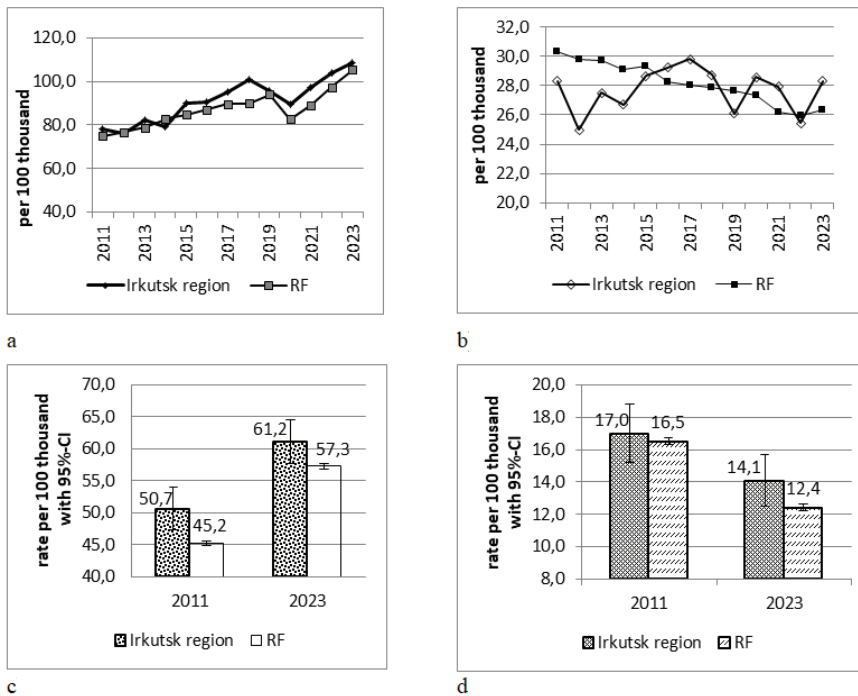 per 100 thousand
120,0
100,0
80,0
60,0
40,0
2011
2013
2015
2017
2019
2021
2023
Irkutsk region
RF
a
per 100 thousand
32,0
30,0
28,0
26,0
24,0
22,0
20,0
2011
2013
2015
2017
2019
2021
2023
Irkutsk region
RF
b
rate per 100 thousand
with 95%-CI
70,0
65,0
60,0
55,0
50,0
45,0
40,0
50,7
45,2
61,2
57,3
2011
2023
Irkutsk region
RF
c
rate per 100 thousand
with 95%-CI
20,0
18,0
16,0
14,0
12,0
10,0
8,0
17,0
16,5
14,1
12,4
2011
2023
Irkutsk region
RF
d